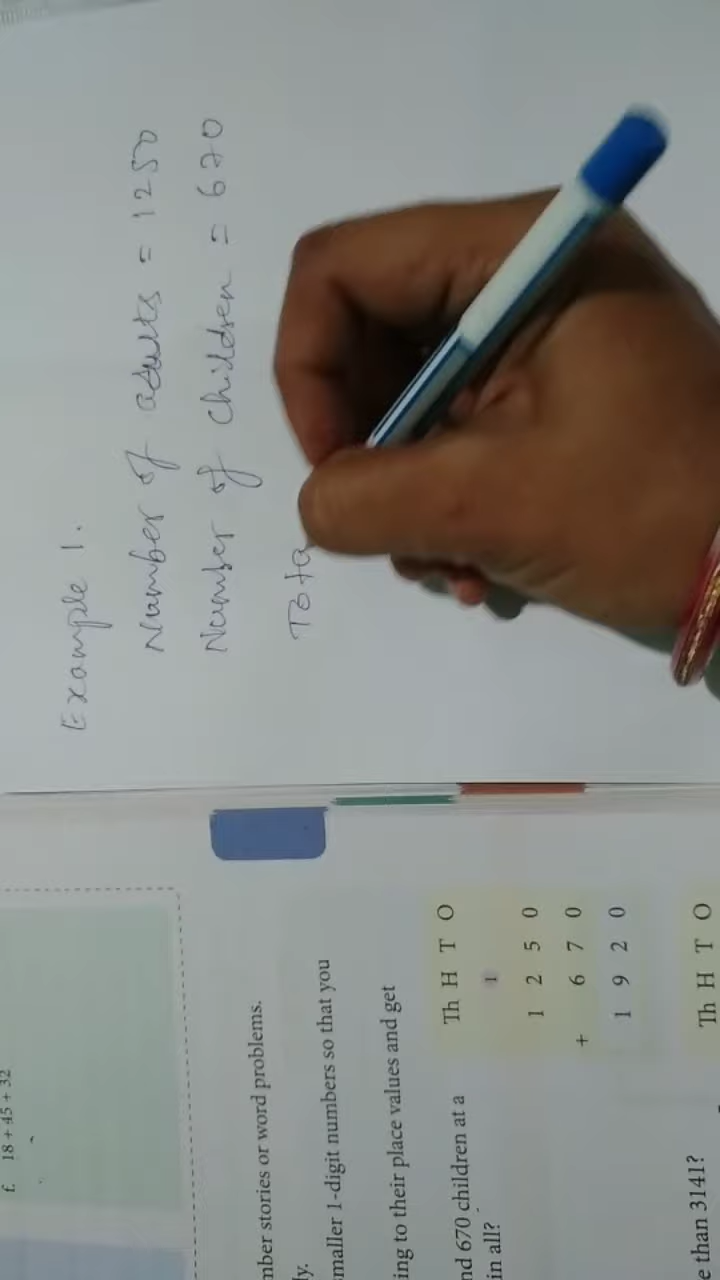 Example 1.
Number of adults = 1250
Number of children = 670
Tota
f. 18 + 45 + 32
mber stories or word problems.
ly.
maller 1-digit numbers so that you
ing to their place values and get
nd 670 children at a
in all?
Th H T O
1
1 2 5 0
+ 6 7 0
1 9 2 0
e than 3141?
Th H T O